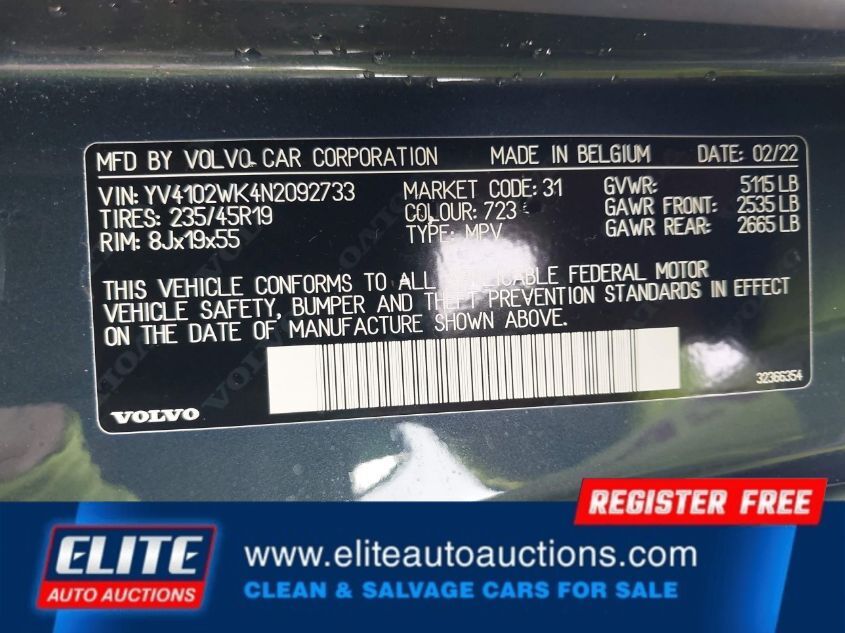 MFD BY VOLVO CAR CORPORATION MADE IN BELGIUM DATE: 02/22
VIN: YV4102WK4N2092733 MARKET CODE: 31 GVWR: 5115 LB
TIRES: 235/45R19 COLOUR: 723 GAWR FRONT: 2535 LB
RIM: 8Jx19x55 TYPE: MPV GAWR REAR: 2665 LB
THIS VEHICLE CONFORMS TO ALL APPLICABLE FEDERAL MOTOR
VEHICLE SAFETY, BUMPER AND THEFT PREVENTION STANDARDS IN EFFECT
ON THE DATE OF MANUFACTURE SHOWN ABOVE.
32366354
VOLVO
REGISTER FREE
ELITE
AUTO AUCTIONS
www.eliteautoauctions.com
CLEAN & SALVAGE CARS FOR SALE